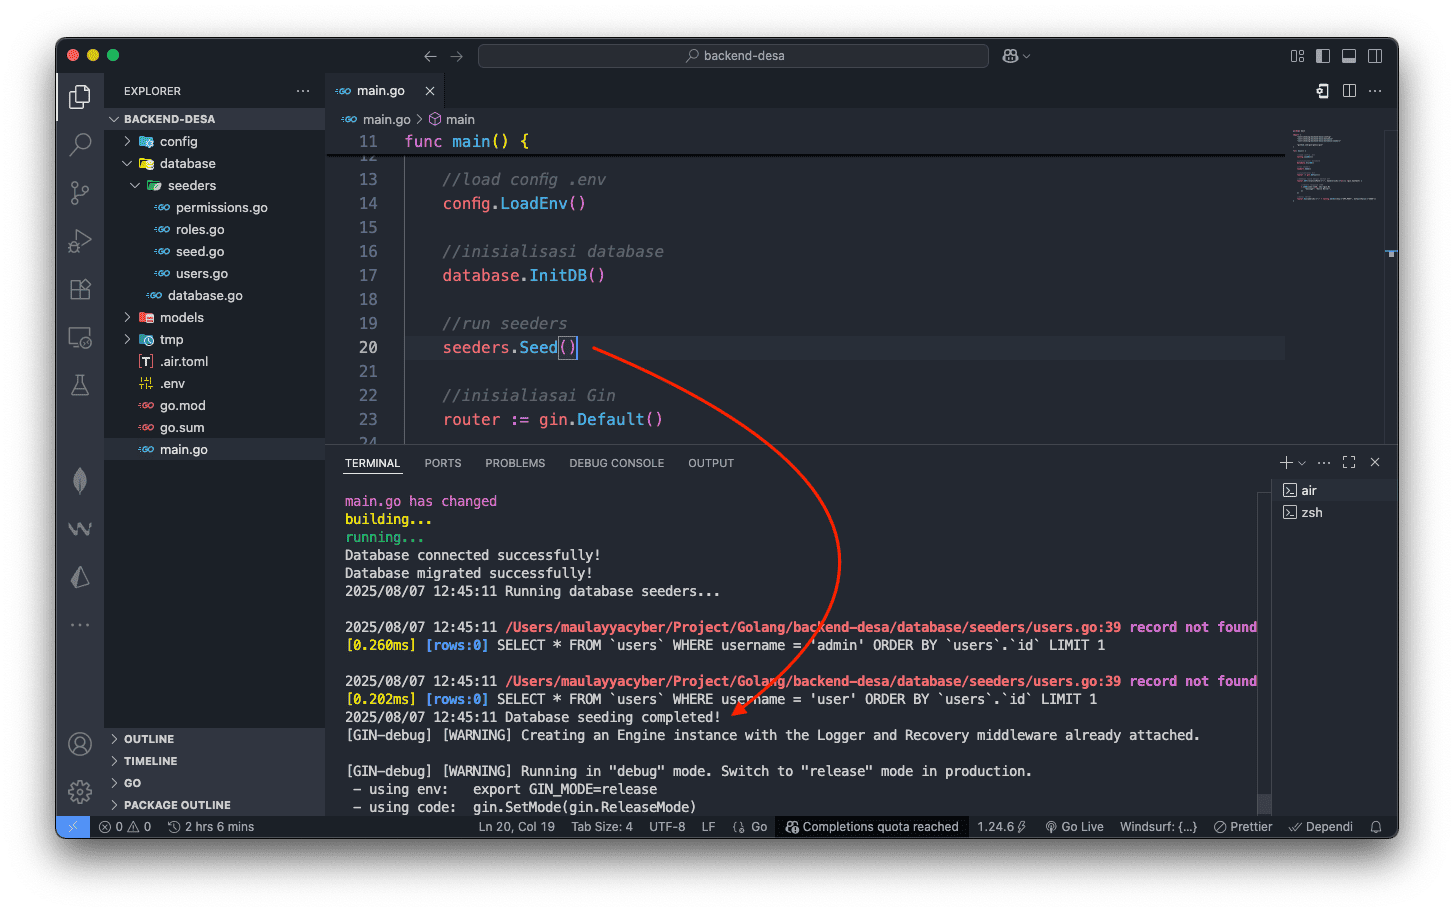 backend-desa
EXPLORER
BACKEND-DESA
config
database
seeders
permissions.go
roles.go
seed.go
users.go
database.go
models
tmp
.air.toml
.env
go.mod
go.sum
main.go
OUTLINE
TIMELINE
GO
PACKAGE OUTLINE
main.go
main.go > main
11 func main() {
12
13 //load config .env
14 config.LoadEnv()
15
16 //inisialisasi database
17 database.InitDB()
18
19 //run seeders
20 seeders.Seed()
21
22 //inisialiasai Gin
23 router := gin.Default()
24
TERMINAL PORTS PROBLEMS DEBUG CONSOLE OUTPUT
air
zsh
main.go has changed
building...
running...
Database connected successfully!
Database migrated successfully!
2025/08/07 12:45:11 Running database seeders...
2025/08/07 12:45:11 /Users/maulayyacyber/Project/Golang/backend-desa/database/seeders/users.go:39 record not found
[0.260ms] [rows:0] SELECT * FROM `users` WHERE username = 'admin' ORDER BY `users`.`id` LIMIT 1
2025/08/07 12:45:11 /Users/maulayyacyber/Project/Golang/backend-desa/database/seeders/users.go:39 record not found
[0.202ms] [rows:0] SELECT * FROM `users` WHERE username = 'user' ORDER BY `users`.`id` LIMIT 1
2025/08/07 12:45:11 Database seeding completed!
[GIN-debug] [WARNING] Creating an Engine instance with the Logger and Recovery middleware already attached.
[GIN-debug] [WARNING] Running in "debug" mode. Switch to "release" mode in production.
- using env: export GIN_MODE=release
- using code: gin.SetMode(gin.ReleaseMode)
0 0 2 hrs 6 mins Ln 20, Col 19 Tab Size: 4 UTF-8 LF Go Completions quota reached 1.24.6 Go Live Windsurf: {...} Prettier Dependi